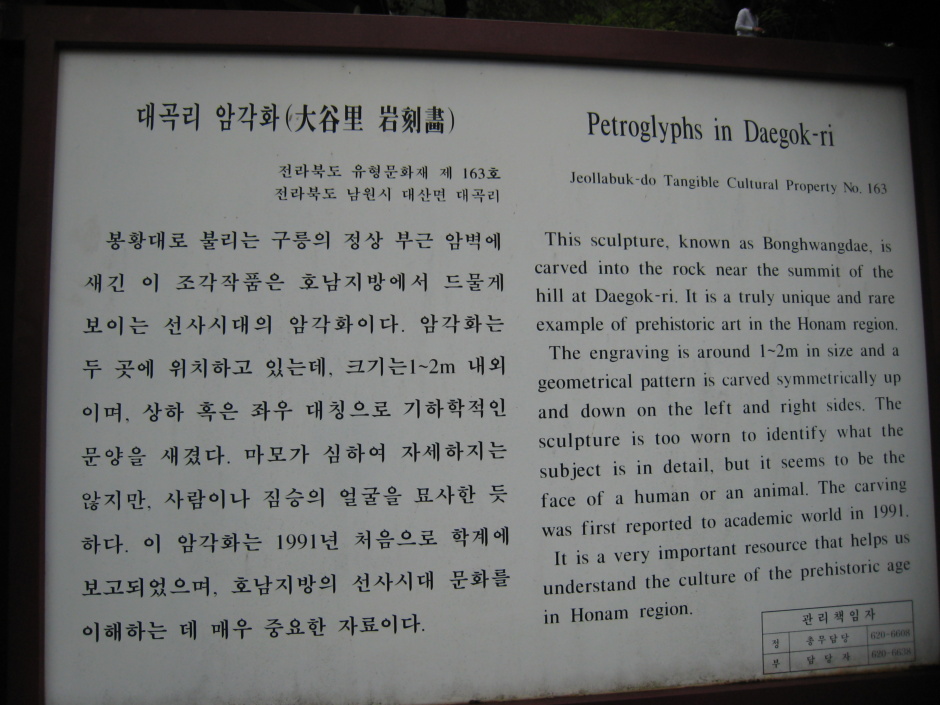 대곡리 암각화(大谷里 岩刻畵)
전라북도 유형문화재 제 163호
전라북도 남원시 대산면 대곡리
봉황대로 불리는 구릉의 정상 부근 암벽에
새긴 이 조각작품은 호남지방에서 드물게
보이는 선사시대의 암각화이다. 암각화는
두 곳에 위치하고 있는데, 크기는1~2m 내외
이며, 상하 혹은 좌우 대칭으로 기하학적인
문양을 새겼다. 마모가 심하여 자세하지는
않지만, 사람이나 짐승의 얼굴을 묘사한 듯
하다. 이 암각화는 1991년 처음으로 학계에
보고되었으며, 호남지방의 선사시대 문화를
이해하는 데 매우 중요한 자료이다.
Petroglyphs in Daegok-ri
Jeollabuk-do Tangible Cultural Property No. 163
This sculpture, known as Bonghwangdae, is
carved into the rock near the summit of the
hill at Daegok-ri. It is a truly unique and rare
example of prehistoric art in the Honam region.
The engraving is around 1~2m in size and a
geometrical pattern is carved symmetrically up
and down on the left and right sides. The
sculpture is too worn to identify what the
subject is in detail, but it seems to be the
face of a human or an animal. The carving
was first reported to academic world in 1991.
It is a very important resource that helps us
understand the culture of the prehistoric age
in Honam region.
관리책임자
정 총무담당 620-6608
부 담당자 620-6638